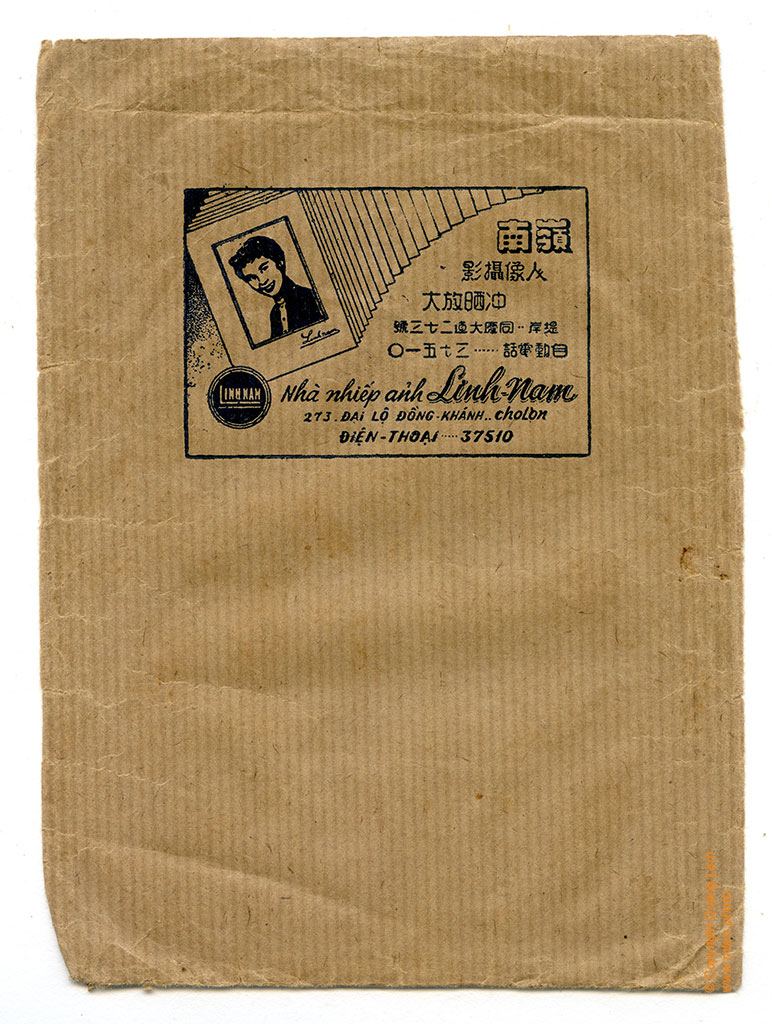 嶺南
人像攝影
冲晒放大
堤岸··同慶大道二七三號
自動電話······三七五一〇
LINH NAM
Nhà nhiếp ảnh Linh-Nam
273. ĐẠI LỘ ĐỒNG-KHÁNH.. cholon
ĐIỆN-THOẠI ····· 37510